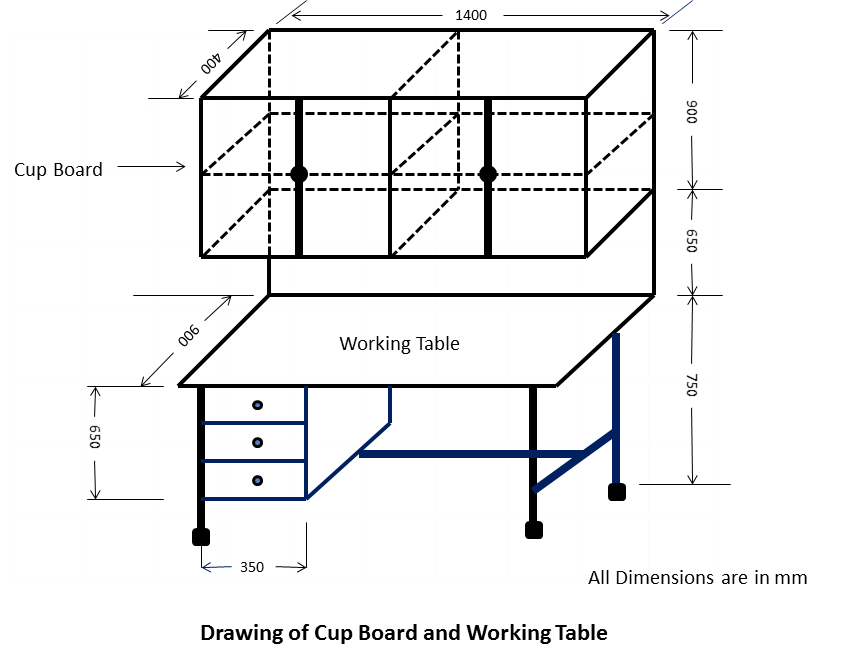 1400
400
900
Cup Board
650
Working Table
900
750
650
350
All Dimensions are in mm
Drawing of Cup Board and Working Table